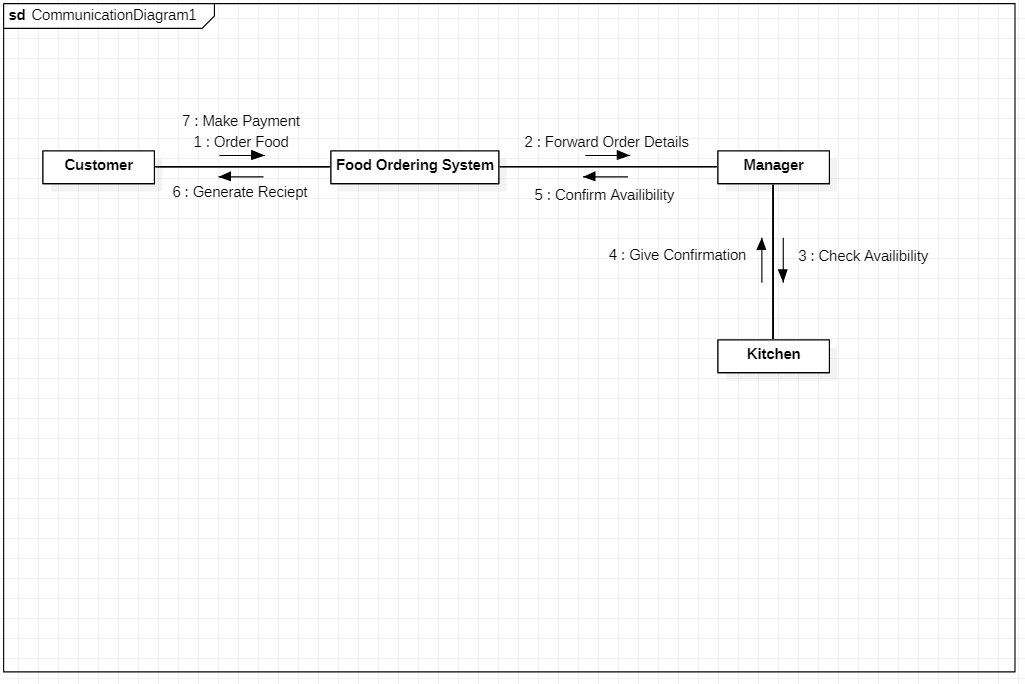 sd CommunicationDiagram1
7 : Make Payment
1 : Order Food
2 : Forward Order Details
Customer
Food Ordering System
Manager
6 : Generate Reciept
5 : Confirm Availibility
4 : Give Confirmation
3 : Check Availibility
Kitchen